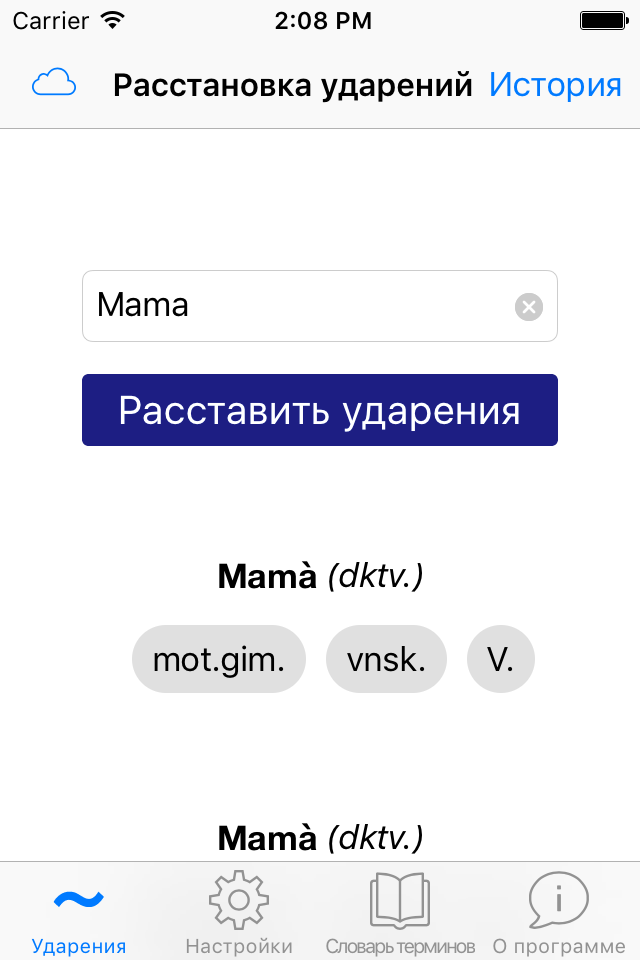 Carrier 2:08 PM
Расстановка ударений История
Mama
Расставить ударения
Mamà (dktv.)
mot.gim. vnsk. V.
Mamà (dktv.)
Ударения Настройки Словарь терминов О программе